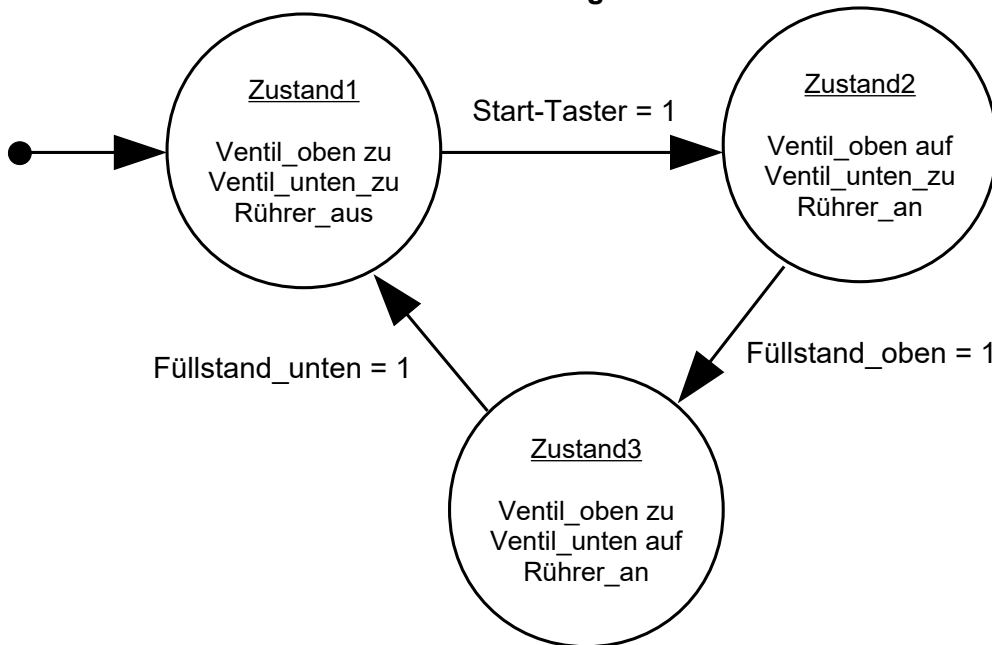 Zustand1
Ventil_oben zu
Ventil_unten_zu
Rührer_aus
Start-Taster = 1
Zustand2
Ventil_oben auf
Ventil_unten_zu
Rührer_an
Füllstand_unten = 1
Füllstand_oben = 1
Zustand3
Ventil_oben zu
Ventil_unten auf
Rührer_an